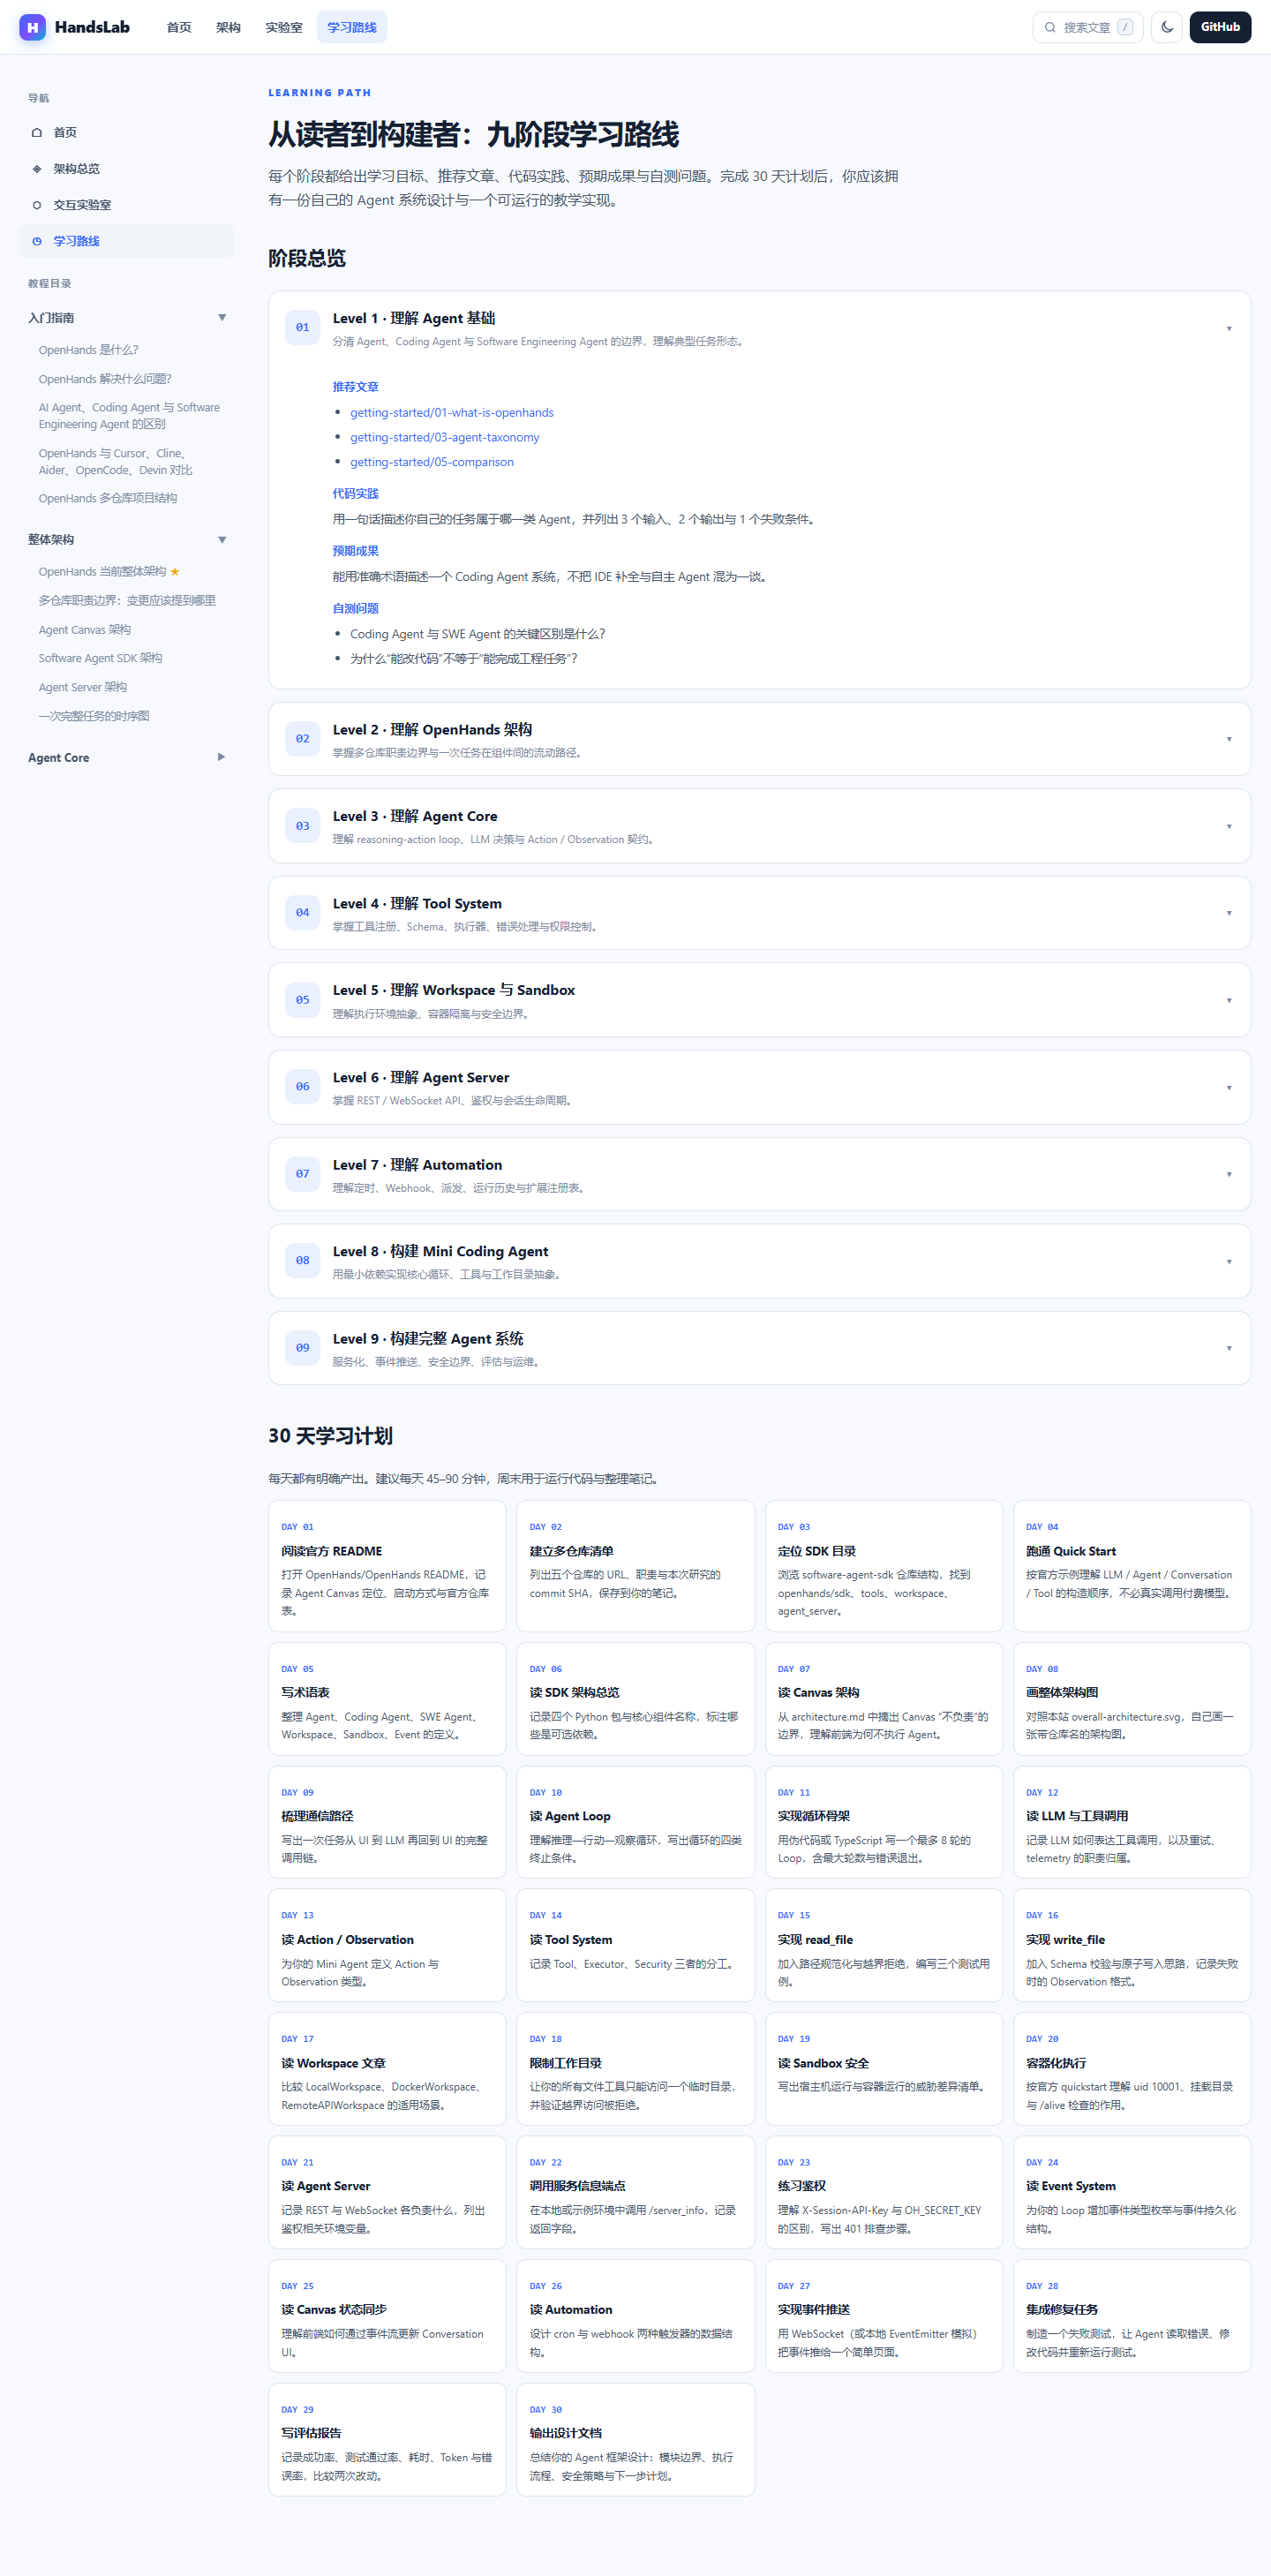 H HandsLab 首页 架构 实验室 学习路线 搜索文章 / GitHub
导航
首页
架构总览
交互实验室
学习路线
教程目录
入门指南
OpenHands 是什么?
OpenHands 解决什么问题?
AI Agent、Coding Agent 与 Software
Engineering Agent 的区别
OpenHands 与 Cursor、Cline、
Aider、OpenCode、Devin 对比
OpenHands 多仓库项目结构
整体架构
OpenHands 当前整体架构 ★
多仓库职责边界：变更应该提到哪里
Agent Canvas 架构
Software Agent SDK 架构
Agent Server 架构
一次完整任务的时序图
Agent Core
LEARNING PATH
从读者到构建者：九阶段学习路线
每个阶段都给出学习目标、推荐文章、代码实践、预期成果与自测问题。完成 30 天计划后，你应该拥
有一份自己的 Agent 系统设计与一个可运行的教学实现。
阶段总览
01
Level 1 · 理解 Agent 基础
分清 Agent、Coding Agent 与 Software Engineering Agent 的边界，理解典型任务形态。
推荐文章
• getting-started/01-what-is-openhands
• getting-started/03-agent-taxonomy
• getting-started/05-comparison
代码实践
用一句话描述你自己的任务属于哪一类 Agent，并列出 3 个输入、2 个输出与 1 个失败条件。
预期成果
能用准确术语描述一个 Coding Agent 系统，不把 IDE 补全与自主 Agent 混为一谈。
自测问题
• Coding Agent 与 SWE Agent 的关键区别是什么?
• 为什么"能改代码"不等于"能完成工程任务"?
02
Level 2 · 理解 OpenHands 架构
掌握多仓库职责边界与一次任务在组件间的流动路径。
03
Level 3 · 理解 Agent Core
理解 reasoning-action loop、LLM 决策与 Action / Observation 契约。
04
Level 4 · 理解 Tool System
掌握工具注册、Schema、执行器、错误处理与权限控制。
05
Level 5 · 理解 Workspace 与 Sandbox
理解执行环境抽象、容器隔离与安全边界。
06
Level 6 · 理解 Agent Server
掌握 REST / WebSocket API、鉴权与会话生命周期。
07
Level 7 · 理解 Automation
理解定时、Webhook、派发、运行历史与扩展注册表。
08
Level 8 · 构建 Mini Coding Agent
用最小依赖实现核心循环、工具与工作目录抽象。
09
Level 9 · 构建完整 Agent 系统
服务化、事件推送、安全边界、评估与运维。
30 天学习计划
每天都有明确产出。建议每天 45–90 分钟，周末用于运行代码与整理笔记。
DAY 01
阅读官方 README
打开 OpenHands/OpenHands README，记
录 Agent Canvas 定位、启动方式与官方仓库
表。
DAY 02
建立多仓库清单
列出五个仓库的 URL、职责与本次研究的
commit SHA，保存到你的笔记。
DAY 03
定位 SDK 目录
浏览 software-agent-sdk 仓库结构，找到
openhands/sdk、tools、workspace、
agent_server。
DAY 04
跑通 Quick Start
按官方示例理解 LLM / Agent / Conversation
/ Tool 的构造顺序，不必真实调用付费模型。
DAY 05
写术语表
整理 Agent、Coding Agent、SWE Agent、
Workspace、Sandbox、Event 的定义。
DAY 06
读 SDK 架构总览
记录四个 Python 包与核心组件名称，标注哪
些是可选依赖。
DAY 07
读 Canvas 架构
从 architecture.md 中摘出 Canvas "不负责"的
边界，理解前端为何不执行 Agent。
DAY 08
画整体架构图
对照本站 overall-architecture.svg，自己画一
张带仓库名的架构图。
DAY 09
梳理通信路径
写出一次任务从 UI 到 LLM 再回到 UI 的完整
调用链。
DAY 10
读 Agent Loop
理解推理—行动—观察循环，写出循环的四类
终止条件。
DAY 11
实现循环骨架
用伪代码或 TypeScript 写一个最多 8 轮的
Loop，含最大轮数与错误退出。
DAY 12
读 LLM 与工具调用
记录 LLM 如何表达工具调用，以及重试、
telemetry 的职责归属。
DAY 13
读 Action / Observation
为你的 Mini Agent 定义 Action 与
Observation 类型。
DAY 14
读 Tool System
记录 Tool、Executor、Security 三者的分工。
DAY 15
实现 read_file
加入路径规范化与越界拒绝，编写三个测试用
例。
DAY 16
实现 write_file
加入 Schema 校验与原子写入思路，记录失败
时的 Observation 格式。
DAY 17
读 Workspace 文章
比较 LocalWorkspace、DockerWorkspace、
RemoteAPIWorkspace 的适用场景。
DAY 18
限制工作目录
让你的所有文件工具只能访问一个临时目录，
并验证越界访问被拒绝。
DAY 19
读 Sandbox 安全
写出宿主机运行与容器运行的威胁差异清单。
DAY 20
容器化执行
按官方 quickstart 理解 uid 10001、挂载目录
与 /alive 检查的作用。
DAY 21
读 Agent Server
记录 REST 与 WebSocket 各负责什么，列出
鉴权相关环境变量。
DAY 22
调用服务信息端点
在本地或示例环境中调用 /server_info，记录
返回字段。
DAY 23
练习鉴权
理解 X-Session-API-Key 与 OH_SECRET_KEY
的区别，写出 401 排查步骤。
DAY 24
读 Event System
为你的 Loop 增加事件类型枚举与事件持久化
结构。
DAY 25
读 Canvas 状态同步
理解前端如何通过事件流更新 Conversation
UI。
DAY 26
读 Automation
设计 cron 与 webhook 两种触发器的数据结
构。
DAY 27
实现事件推送
用 WebSocket（或本地 EventEmitter 模拟）
把事件推给一个简单页面。
DAY 28
集成修复任务
制造一个失败测试，让 Agent 读取错误、修
改代码并重新运行测试。
DAY 29
写评估报告
记录成功率、测试通过率、耗时、Token 与错
误率，比较两次改动。
DAY 30
输出设计文档
总结你的 Agent 框架设计：模块边界、执行
流程、安全策略与下一步计划。